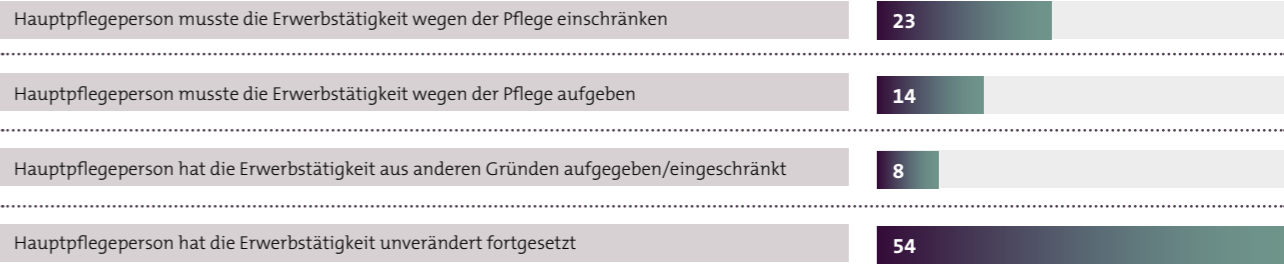 Hauptpflegeperson musste die Erwerbstätigkeit wegen der Pflege einschränken 23
Hauptpflegeperson musste die Erwerbstätigkeit wegen der Pflege aufgeben 14
Hauptpflegeperson hat die Erwerbstätigkeit aus anderen Gründen aufgegeben/eingeschränkt 8
Hauptpflegeperson hat die Erwerbstätigkeit unverändert fortgesetzt 54